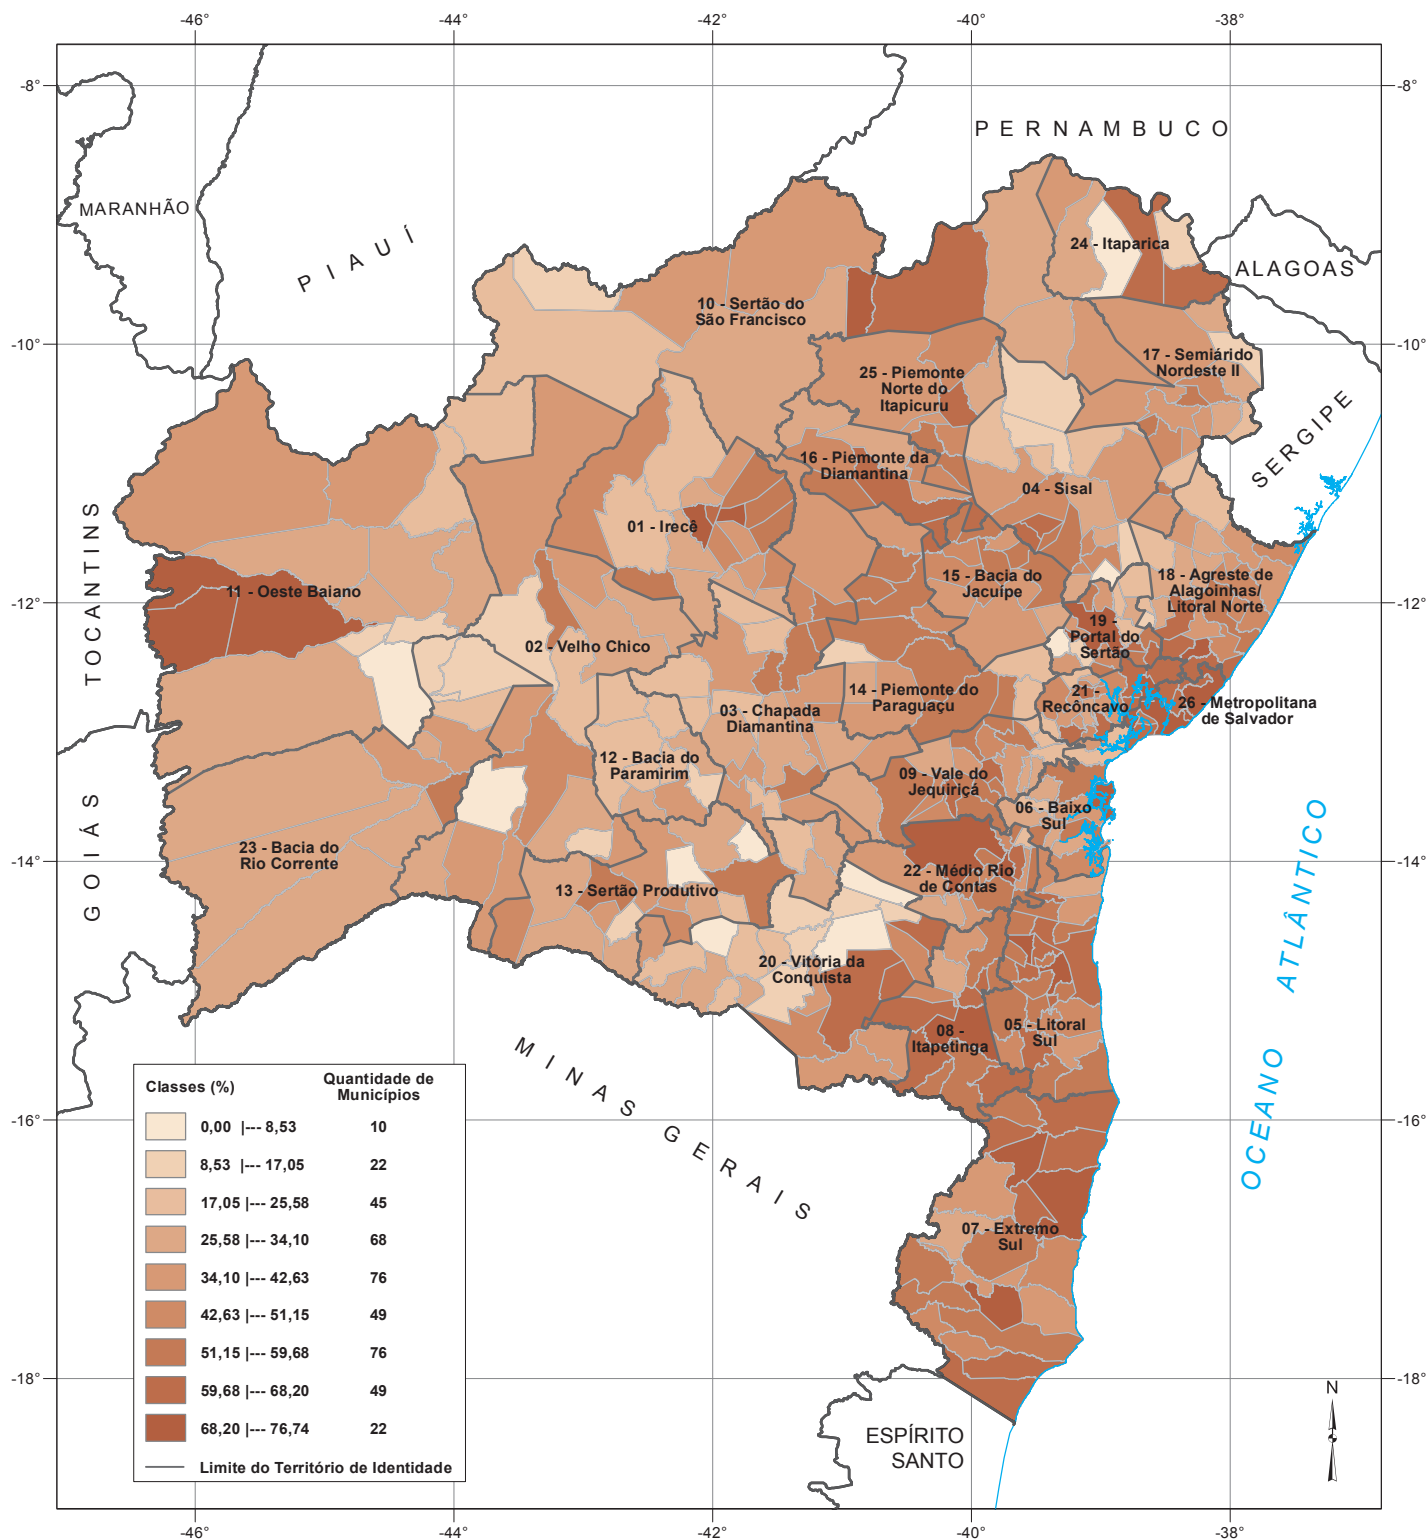 -46°
-44°
-42°
-40°
-38°
-8°
-8°
PERNAMBUCO
MARANHÃO
PIAUÍ
24 - Itaparica
ALAGOAS
10 - Sertão do
São Francisco
-10°
-10°
17 - Semiárido
Nordeste II
25 - Piemonte
Norte do
Itapicuru
SERGIPE
16 - Piemonte da
Diamantina
04 - Sisal
TOCANTINS
01 - Irecê
15 - Bacia do
Jacuípe
18 - Agreste de
Alagoinhas/
Litoral Norte
11 - Oeste Baiano
-12°
-12°
19 -
Portal do
Sertão
02 - Velho Chico
14 - Piemonte do
Paraguaçu
21 -
Recôncavo
26 - Metropolitana
de Salvador
03 - Chapada
Diamantina
12 - Bacia do
Paramirim
09 - Vale do
Jequiriçá
06 - Baixo
Sul
GOIÁS
23 - Bacia do
Rio Corrente
-14°
-14°
22 - Médio Rio
de Contas
13 - Sertão Produtivo
20 - Vitória da
Conquista
OCEANO ATLÂNTICO
08 -
Itapetinga
05 - Litoral
Sul
MINAS GERAIS
Classes (%)
Quantidade de
Municípios
0,00 |--- 8,53 10
-16°
8,53 |--- 17,05 22
17,05 |--- 25,58 45
25,58 |--- 34,10 68
34,10 |--- 42,63 76
42,63 |--- 51,15 49
51,15 |--- 59,68 76
59,68 |--- 68,20 49
68,20 |--- 76,74 22
Limite do Território de Identidade
07 - Extremo
Sul
-16°
-18°
-18°
N
ESPÍRITO
SANTO
-46°
-44°
-42°
-40°
-38°